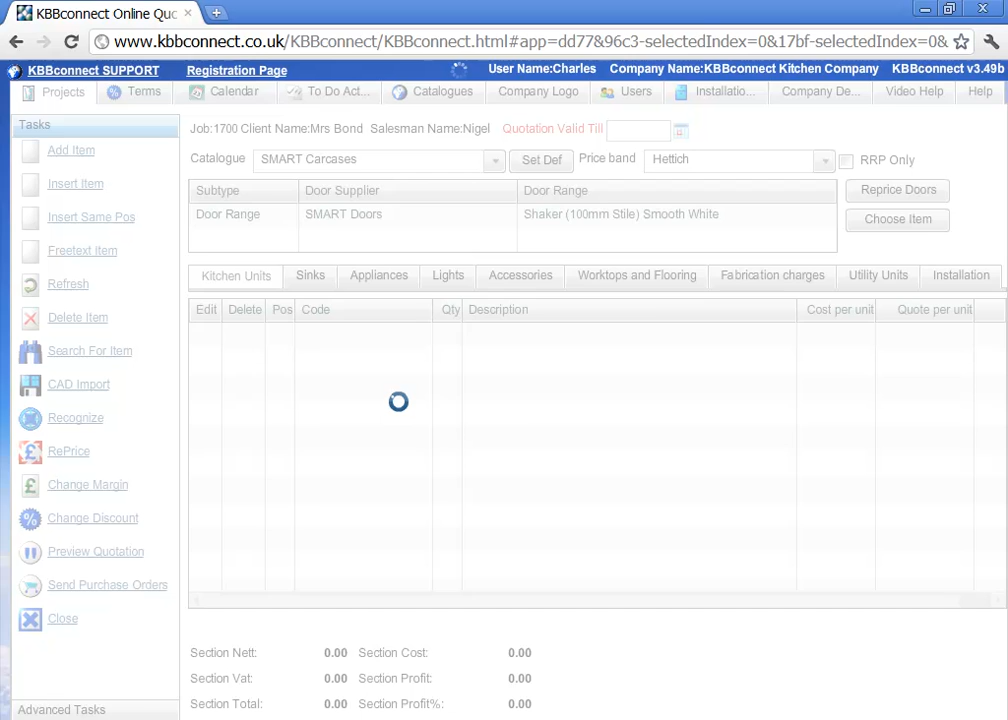 KBBconnect Online Quo
www.kbbconnect.co.uk/KBBconnect/KBBconnect.html#app=dd77&96c3-selectedIndex=0&17bf-selectedIndex=0&
KBBconnect SUPPORT Registration Page User Name:Charles Company Name:KBBconnect Kitchen Company KBBconnect v3.49b
Projects Terms Calendar To Do Act... Catalogues Company Logo Users Installatio... Company De... Video Help Help
Tasks
Add Item
Insert Item
Insert Same Pos
Freetext Item
Refresh
Delete Item
Search For Item
CAD Import
Recognize
RePrice
Change Margin
Change Discount
Preview Quotation
Send Purchase Orders
Close
Advanced Tasks
Job:1700 Client Name:Mrs Bond Salesman Name:Nigel Quotation Valid Till
Catalogue SMART Carcases Set Def Price band Hettich RRP Only
Subtype Door Supplier Door Range Reprice Doors
Door Range SMART Doors Shaker (100mm Stile) Smooth White Choose Item
Kitchen Units Sinks Appliances Lights Accessories Worktops and Flooring Fabrication charges Utility Units Installation
Edit Delete Pos Code Qty Description Cost per unit Quote per unit
Section Nett: 0.00 Section Cost: 0.00
Section Vat: 0.00 Section Profit: 0.00
Section Total: 0.00 Section Profit%: 0.00